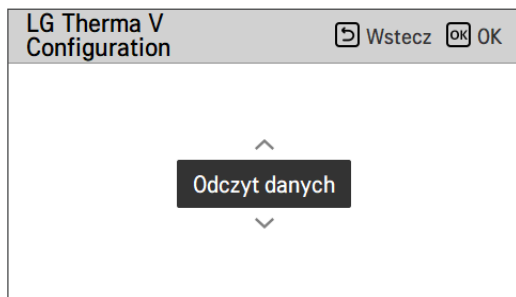 LG Therma V
Configuration
Wstecz OK OK
Odczyt danych